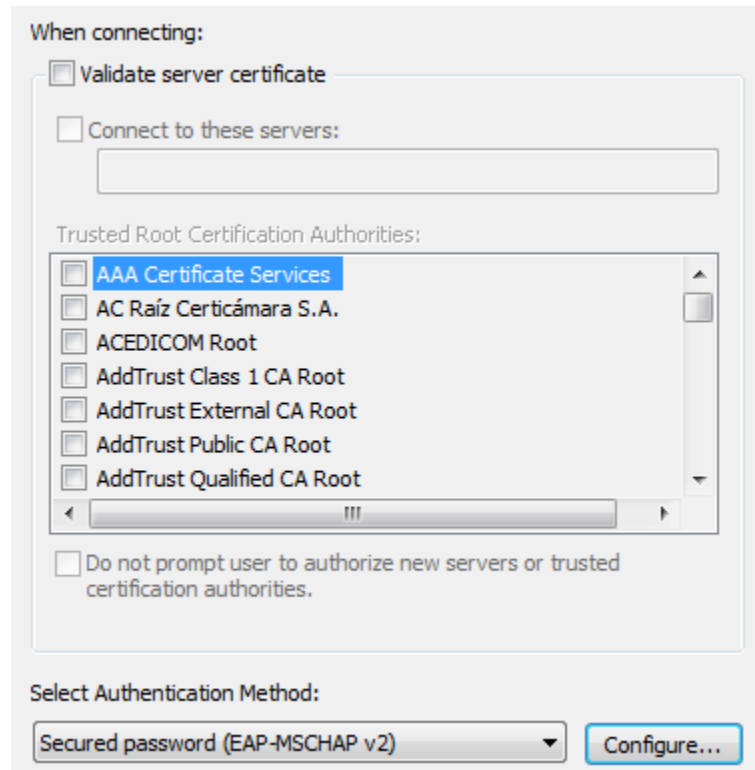 When connecting:
Validate server certificate
Connect to these servers:
Trusted Root Certification Authorities:
AAA Certificate Services
AC Raíz Certicámara S.A.
ACEDICOM Root
AddTrust Class 1 CA Root
AddTrust External CA Root
AddTrust Public CA Root
AddTrust Qualified CA Root
Do not prompt user to authorize new servers or trusted
certification authorities.
Select Authentication Method:
Secured password (EAP-MSCHAP v2)
Configure...